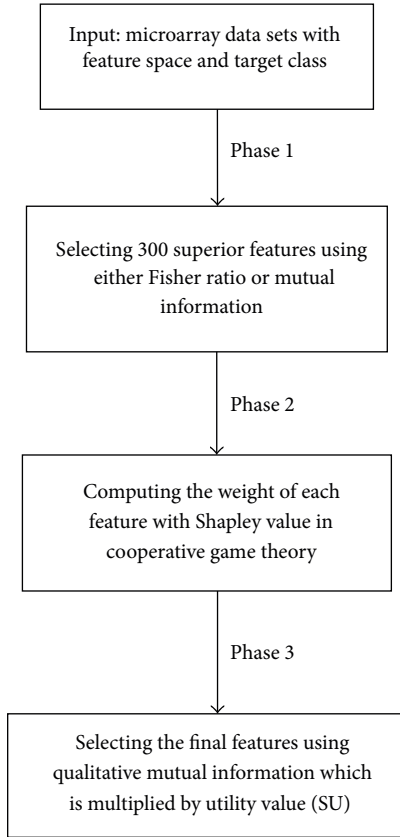 Input: microarray data sets with
feature space and target class
Phase 1
Selecting 300 superior features using
either Fisher ratio or mutual
information
Phase 2
Computing the weight of each
feature with Shapley value in
cooperative game theory
Phase 3
Selecting the final features using
qualitative mutual information which
is multiplied by utility value (SU)